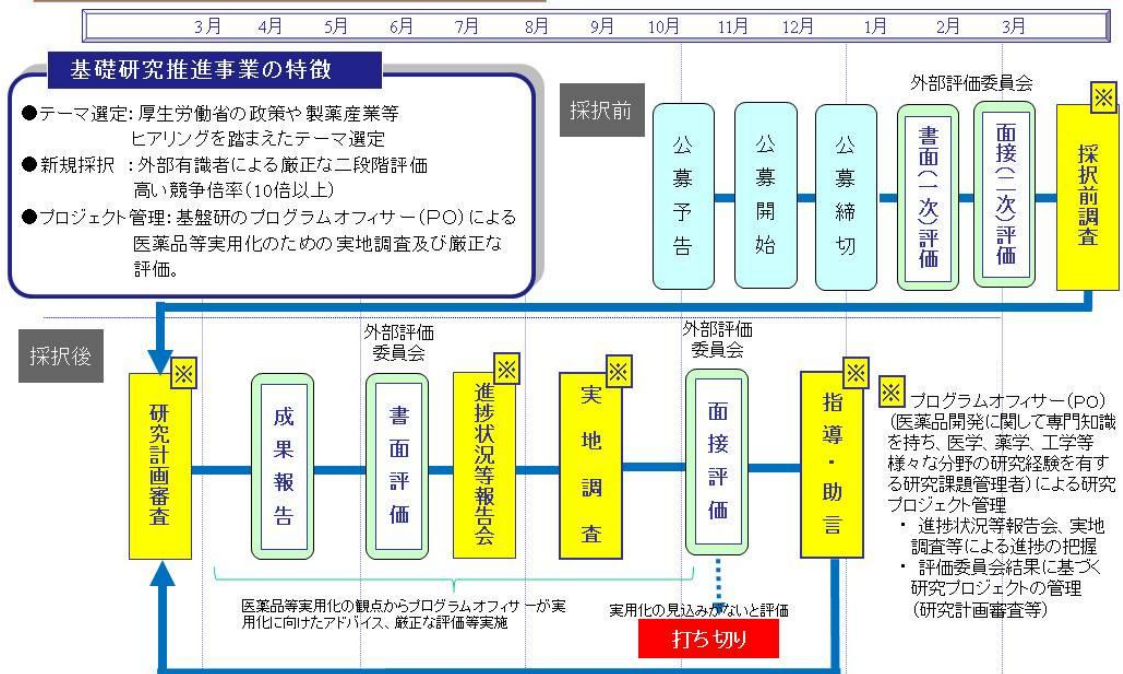 3月 4月 5月 6月 7月 8月 9月 10月 11月 12月 1月 2月 3月
基礎研究推進事業の特徴
●テーマ選定：厚生労働省の政策や製薬産業等
ヒアリングを踏まえたテーマ選定
●新規採択 ：外部有識者による厳正な二段階評価
高い競争倍率(10倍以上)
●プロジェクト管理：基盤研のプログラムオフィサー(PO)による
医薬品等実用化のための実地調査及び厳正な
評価。
採択前
公募予告
公募開始
公募締切
外部評価委員会
書面(一次)評価
面接(二次)評価
※
採択前調査
採択後
※
研究計画審査
成果報告
外部評価
委員会
書面評価
※
進捗状況等報告会
※
実地調査
外部評価
委員会
面接評価
※
指導・助言
※ プログラムオフィサー(PO)
(医薬品開発に関して専門知識
を持ち、医学、薬学、工学等
様々な分野の研究経験を有す
る研究課題管理者)による研究
プロジェクト管理
・ 進捗状況等報告会、実地
調査等による進捗の把握
・ 評価委員会結果に基づく
研究プロジェクトの管理
(研究計画審査等)
医薬品等実用化の観点からプログラムオフィサーが実
用化に向けたアドバイス、厳正な評価等実施
実用化の見込みがないと評価
打ち切り